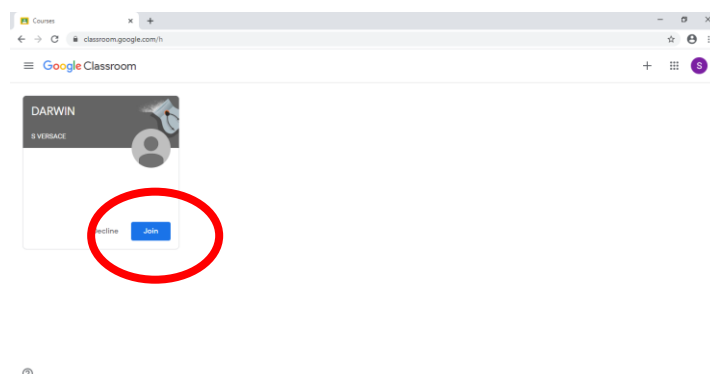 Courses
classroom.google.com/h
Google Classroom
S
DARWIN
S VERSACE
ecline Join